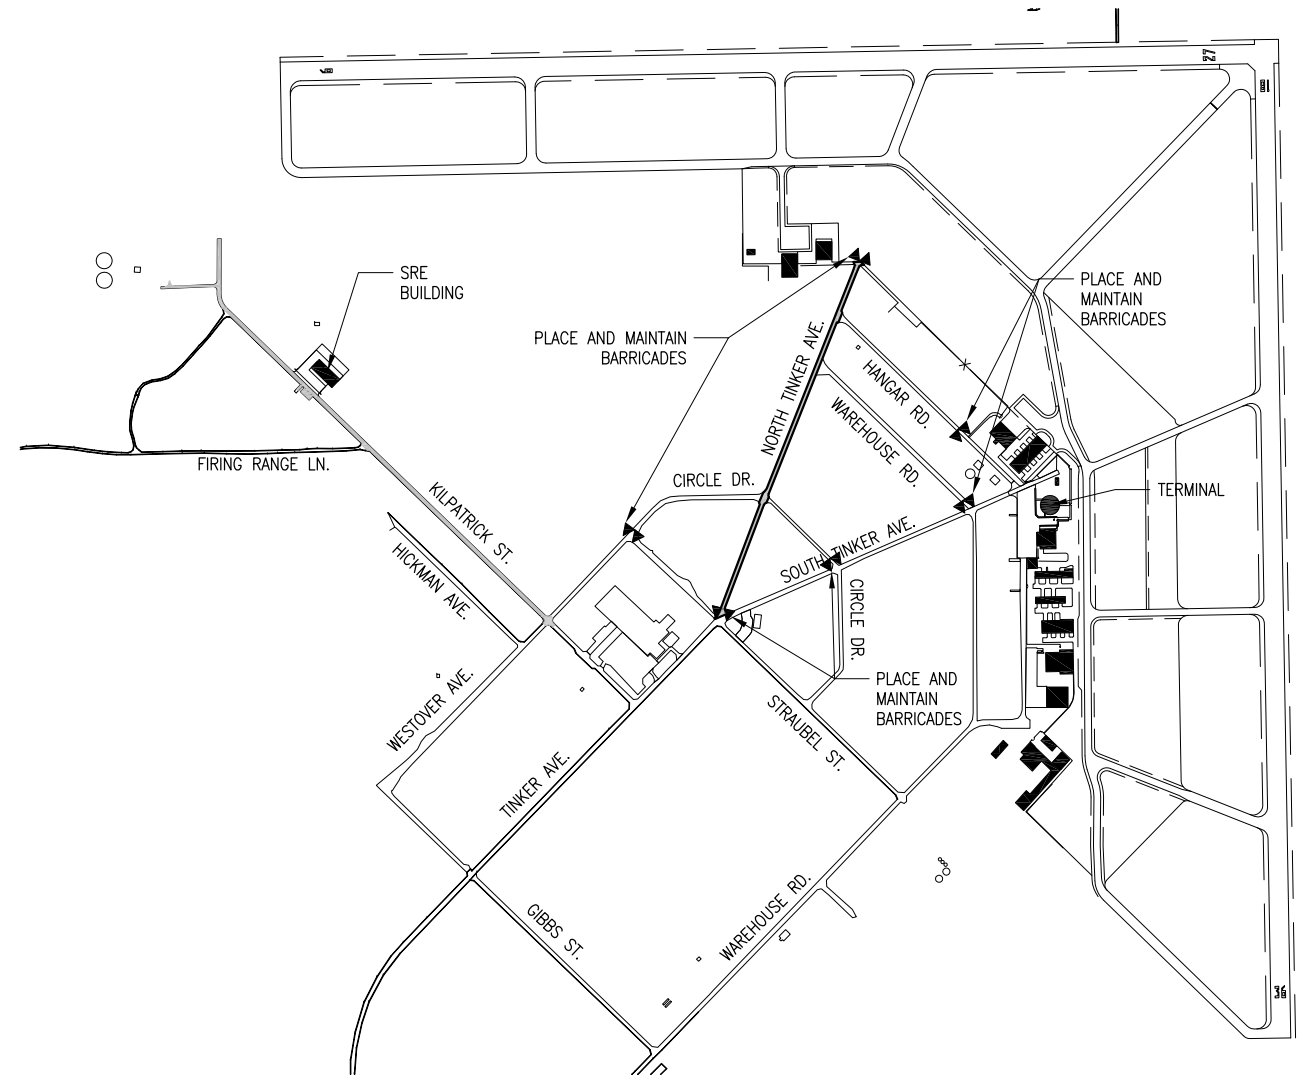 27
9
18
SRE
BUILDING
PLACE AND
MAINTAIN
BARRICADES
PLACE AND MAINTAIN
BARRICADES
NORTH TINKER AVE.
HANGAR RD.
WAREHOUSE RD.
FIRING RANGE LN.
CIRCLE DR.
KILPATRICK ST.
TERMINAL
SOUTH TINKER AVE.
HICKMAN AVE.
CIRCLE DR.
WESTOVER AVE.
PLACE AND
MAINTAIN
BARRICADES
STRAUBEL ST.
TINKER AVE.
GIBBS ST.
WAREHOUSE RD.
36